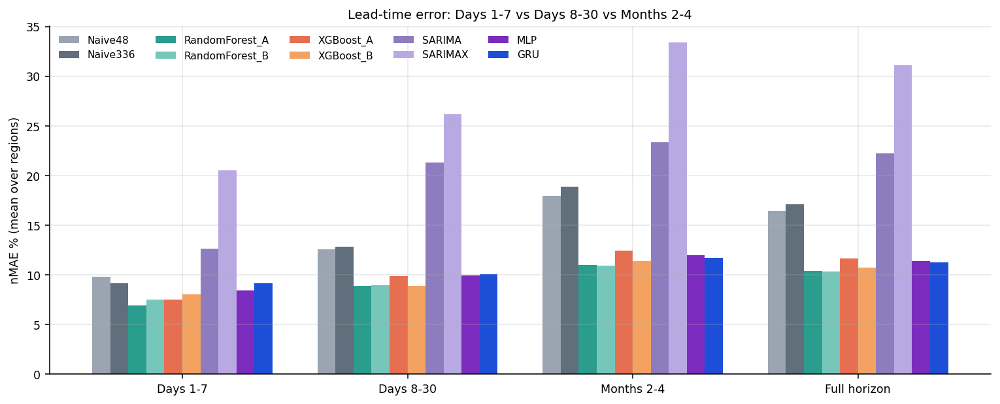 Lead-time error: Days 1-7 vs Days 8-30 vs Months 2-4
Naive48
Naive336
RandomForest_A
RandomForest_B
XGBoost_A
XGBoost_B
SARIMA
SARIMAX
MLP
GRU
nMAE % (mean over regions)
35
30
25
20
15
10
5
0
Days 1-7
Days 8-30
Months 2-4
Full horizon